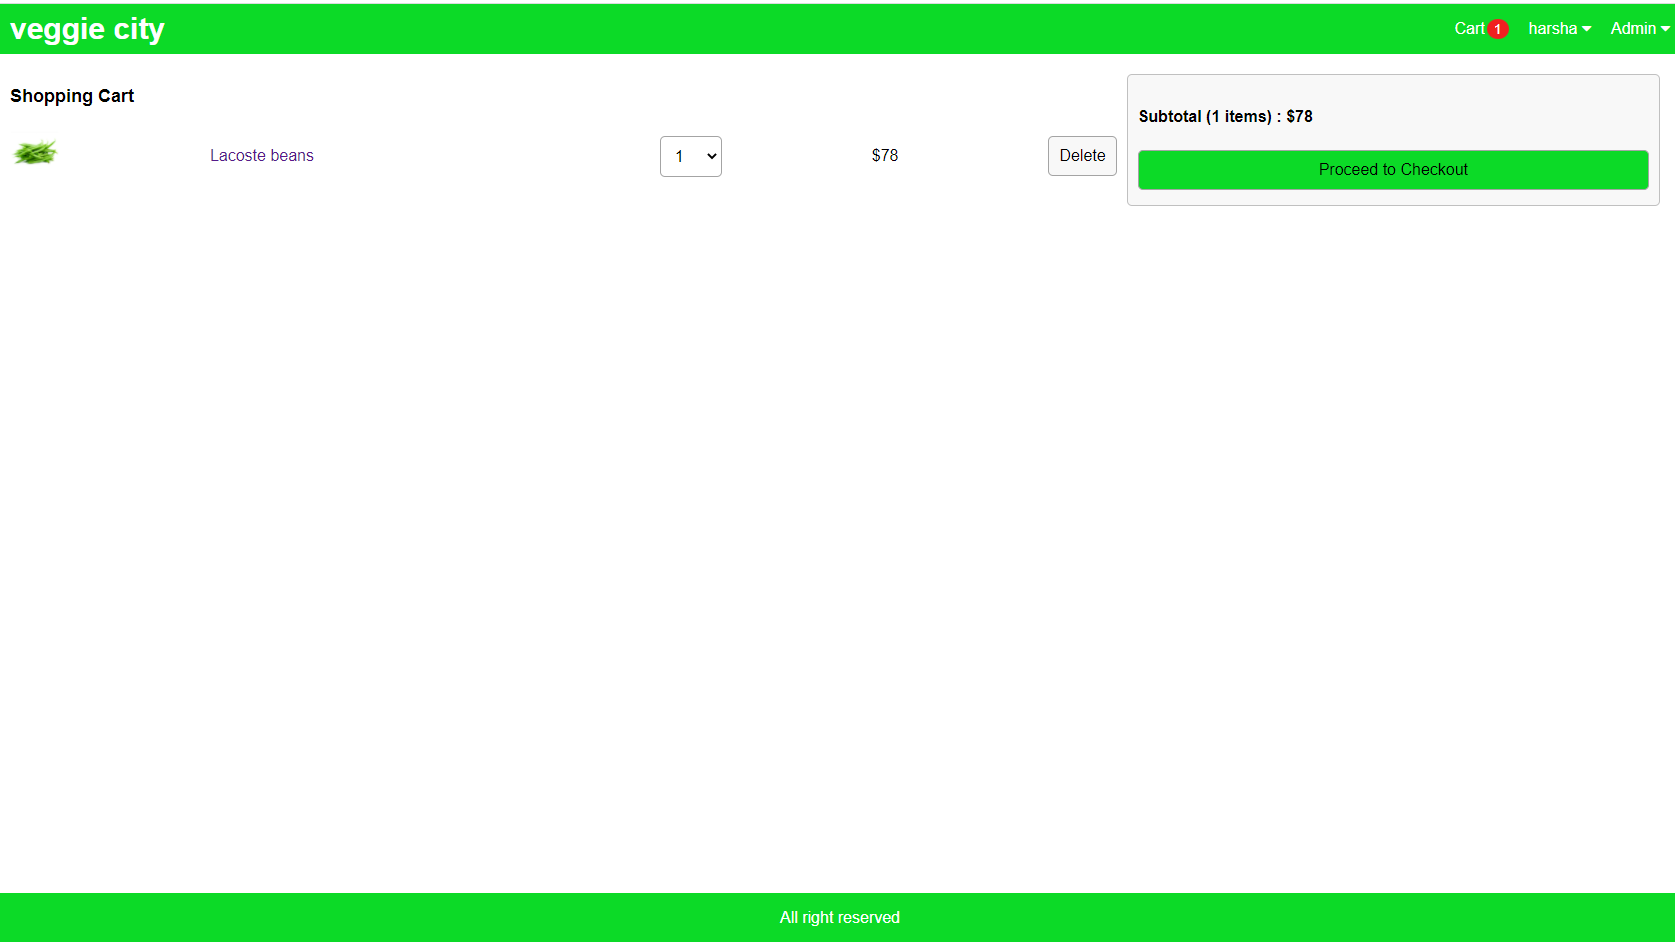 veggie city
Cart 1 harsha Admin
Shopping Cart
Lacoste beans 1 $78 Delete
Subtotal (1 items) : $78
Proceed to Checkout
All right reserved